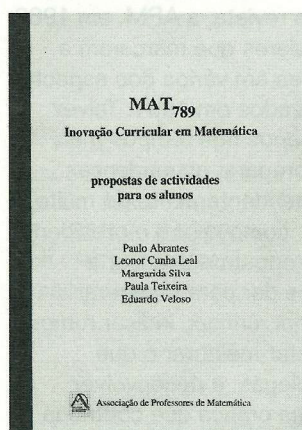 MAT789
Inovação Curricular em Matemática
propostas de actividades
para os alunos
Paulo Abrantes
Leonor Cunha Leal
Margarida Silva
Paula Teixeira
Eduardo Veloso
Associação de Professores de Matemática